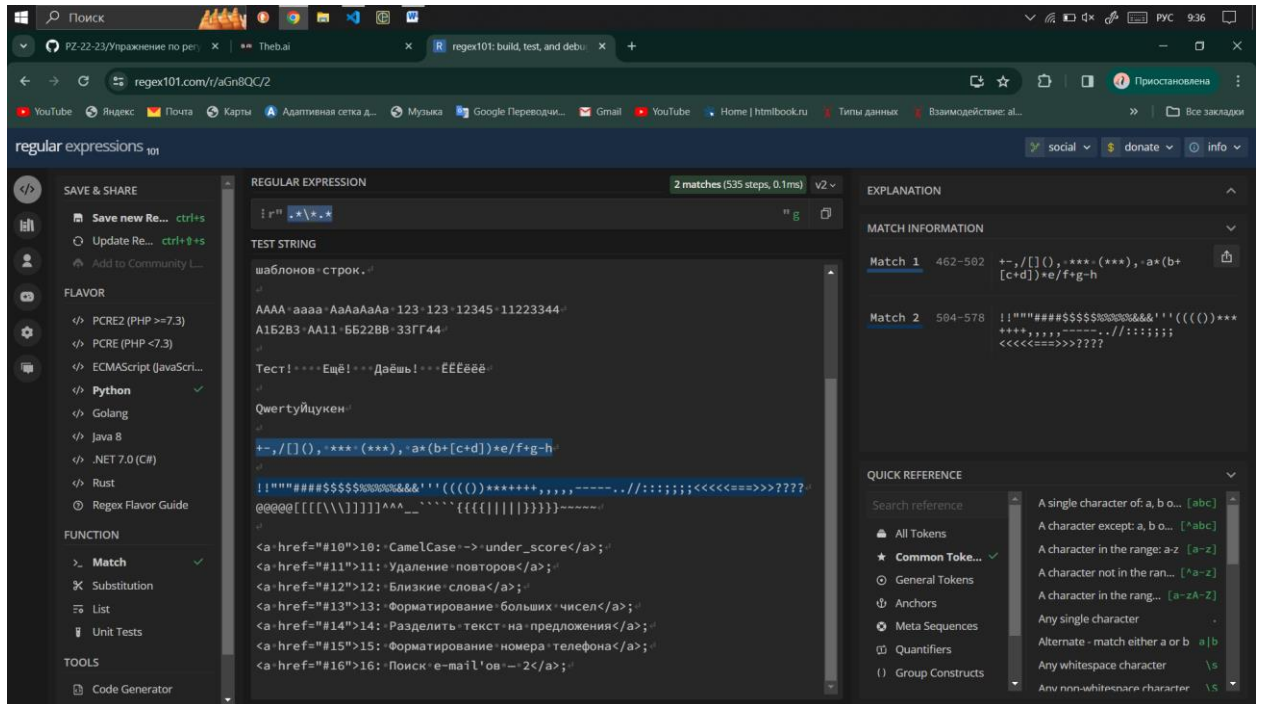 Поиск
РУС 9:36
PZ-22-23/Упражнение по рег
Theb.ai
regex101: build, test, and debu
regex101.com/r/aGn8QC/2
Приостановлена
YouTube Яндекс Почта Карты Адаптивная сетка д... Музыка Google Переводчи... Gmail YouTube Home | htmlbook.ru Типы данных Взаимодействие: al... » Все закладки
regular expressions 101
social
$ donate
info
SAVE & SHARE
Save new Re... ctrl+s
Update Re... ctrl+⇧+s
Add to Community L...
FLAVOR
PCRE2 (PHP >=7.3)
PCRE (PHP <7.3)
ECMAScript (JavaScri...
Python
Golang
Java 8
.NET 7.0 (C#)
Rust
Regex Flavor Guide
FUNCTION
Match
Substitution
List
Unit Tests
TOOLS
Code Generator
REGULAR EXPRESSION
2 matches (535 steps, 0.1ms)
v2
r" .*\*.* " g
TEST STRING
шаблонов строк.
AAAA aaaa AaAaAaAa 123 123 12345 11223344
А1Б2В3 АА11 ББ22ВВ 33ГГ44
Тест!    Ещё!   Даёшь!   ЁЁЁёёё
QwertyЙцукен
+-,/[](), *** (***), a*(b+[c+d])*e/f+g-h
!!"""####$$$$$%%%%%%&&&'''(((())***++++,,,,,-----..//:::;;;;<<<<<===>>>????
@@@@@[[[[\\\]]]]]^^^__`````{{{{|||||}}}}}~~~~~
<a href="#10">10: CamelCase -> under_score</a>;
<a href="#11">11: Удаление повторов</a>;
<a href="#12">12: Близкие слова</a>;
<a href="#13">13: Форматирование больших чисел</a>;
<a href="#14">14: Разделить текст на предложения</a>;
<a href="#15">15: Форматирование номера телефона</a>;
<a href="#16">16: Поиск e-mail'ов — 2</a>;
EXPLANATION
MATCH INFORMATION
Match 1 462-502 +-,/[](), *** (***), a*(b+
[c+d])*e/f+g-h
Match 2 504-578 !!"""####$$$$$%%%%%%&&&'''(((())***
++++,,,,,-----..//:::;;;;
<<<<<===>>>????
QUICK REFERENCE
Search reference
All Tokens
Common Toke...
General Tokens
Anchors
Meta Sequences
Quantifiers
Group Constructs
A single character of: a, b o... [abc]
A character except: a, b o... [^abc]
A character in the range: a-z [a-z]
A character not in the ran... [^a-z]
A character in the rang... [a-zA-Z]
Any single character .
Alternate - match either a or b a|b
Any whitespace character \s
Any non-whitespace character \S